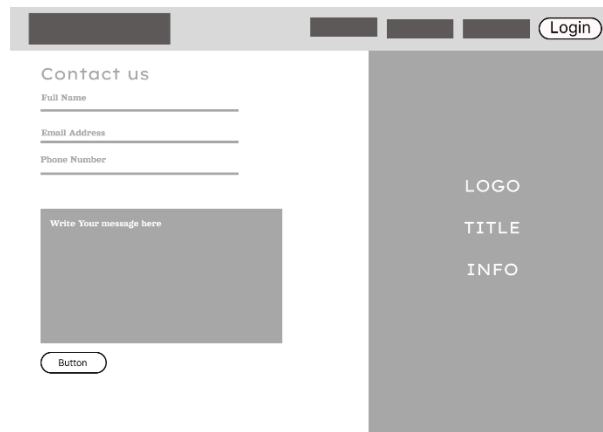 Login
Contact us
Full Name
Email Address
Phone Number
Write Your message here
Button
LOGO
TITLE
INFO